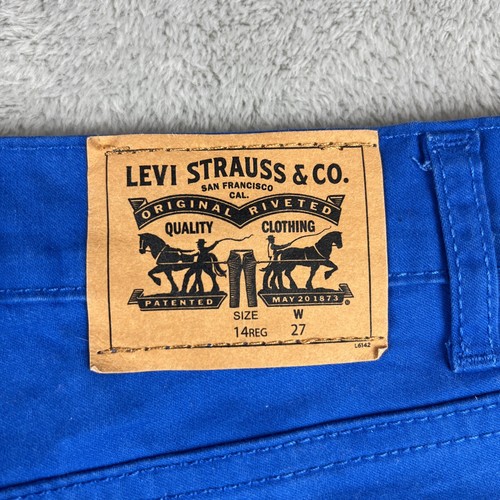 LEVI STRAUSS & CO.
SAN FRANCISCO
CAL.
ORIGINAL RIVETED
QUALITY CLOTHING
PATENTED MAY 20 1873
®
SIZE W
14REG 27
L6142